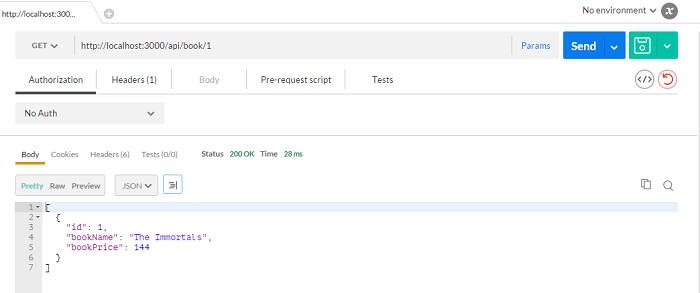 http://localhost:300...
No environment
GET
http://localhost:3000/api/book/1
Params
Send
Authorization
Headers (1)
Body
Pre-request script
Tests
No Auth
Body
Cookies
Headers (6)
Tests (0/0)
Status 200 OK
Time 28 ms
Pretty
Raw
Preview
JSON
1 [
2 {
3 "id": 1,
4 "bookName": "The Immortals",
5 "bookPrice": 144
6 }
7 ]